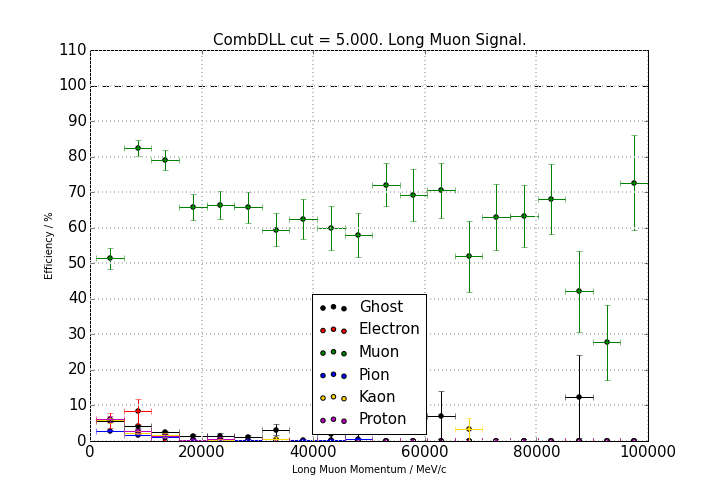 CombDLL cut = 5.000. Long Muon Signal.
110
100
90
80
70
60
50
40
30
20
10
0
Efficiency / %
Ghost
Electron
Muon
Pion
Kaon
Proton
0 20000 40000 60000 80000 100000
Long Muon Momentum / MeV/c